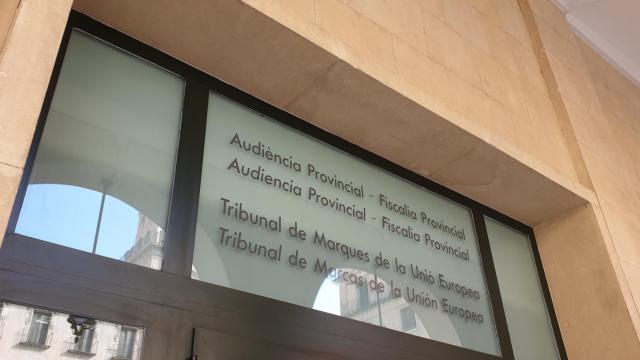 Audiència Provincial - Fiscalia Provincial
Audiencia Provincial - Fiscalía Provincial
Tribunal de Marques de la Unió Europea
Tribunal de Marcas de la Unión Europea